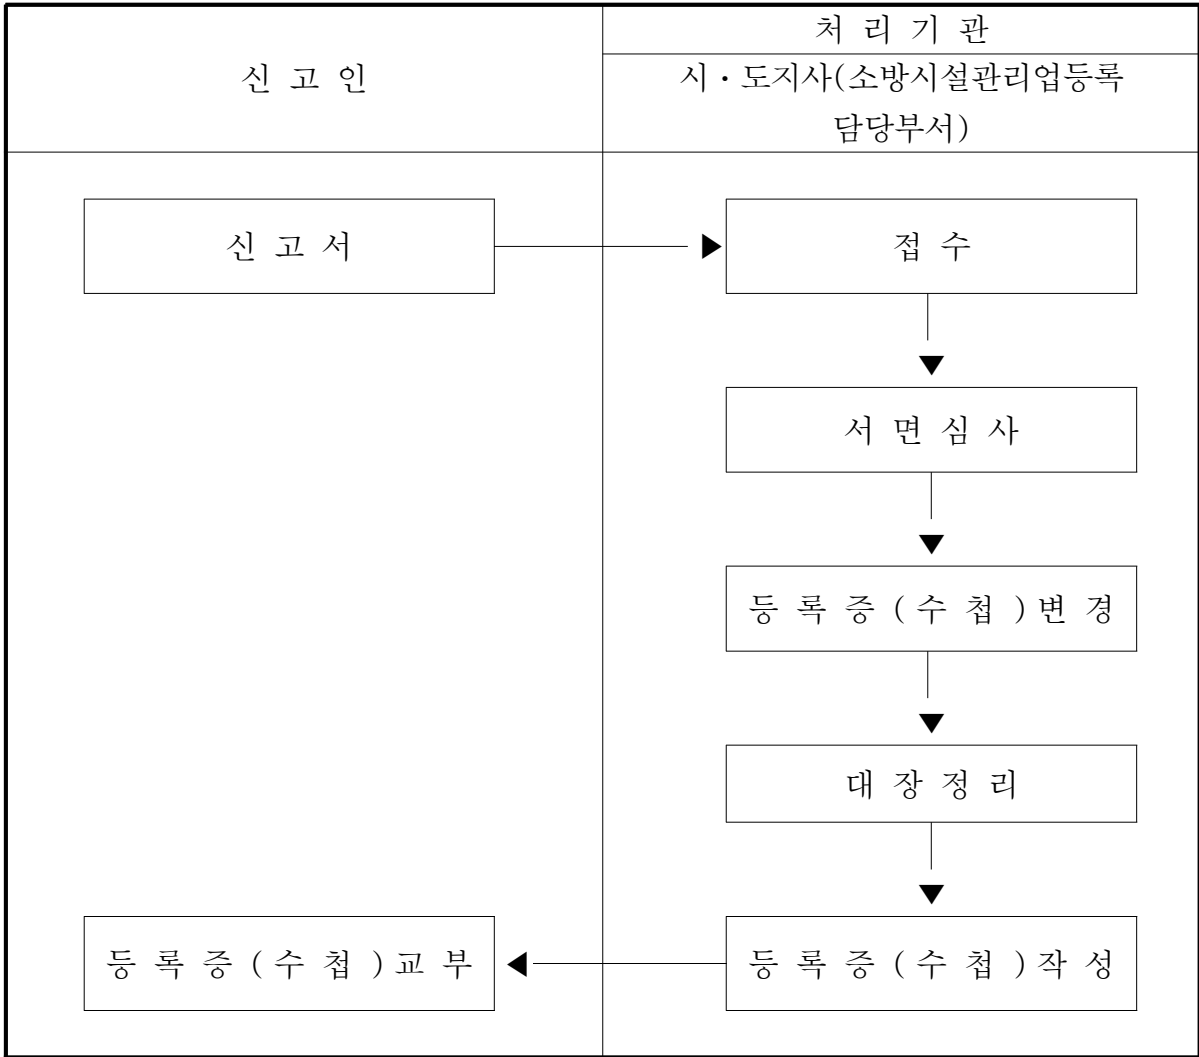 신 고 인
처 리 기 관
시·도지사(소방시설관리업등록
담당부서)
신 고 서
접 수
서 면 심 사
등 록 증 ( 수 첩 ) 변 경
대 장 정 리
등 록 증 ( 수 첩 ) 교 부
등 록 증 ( 수 첩 ) 작 성